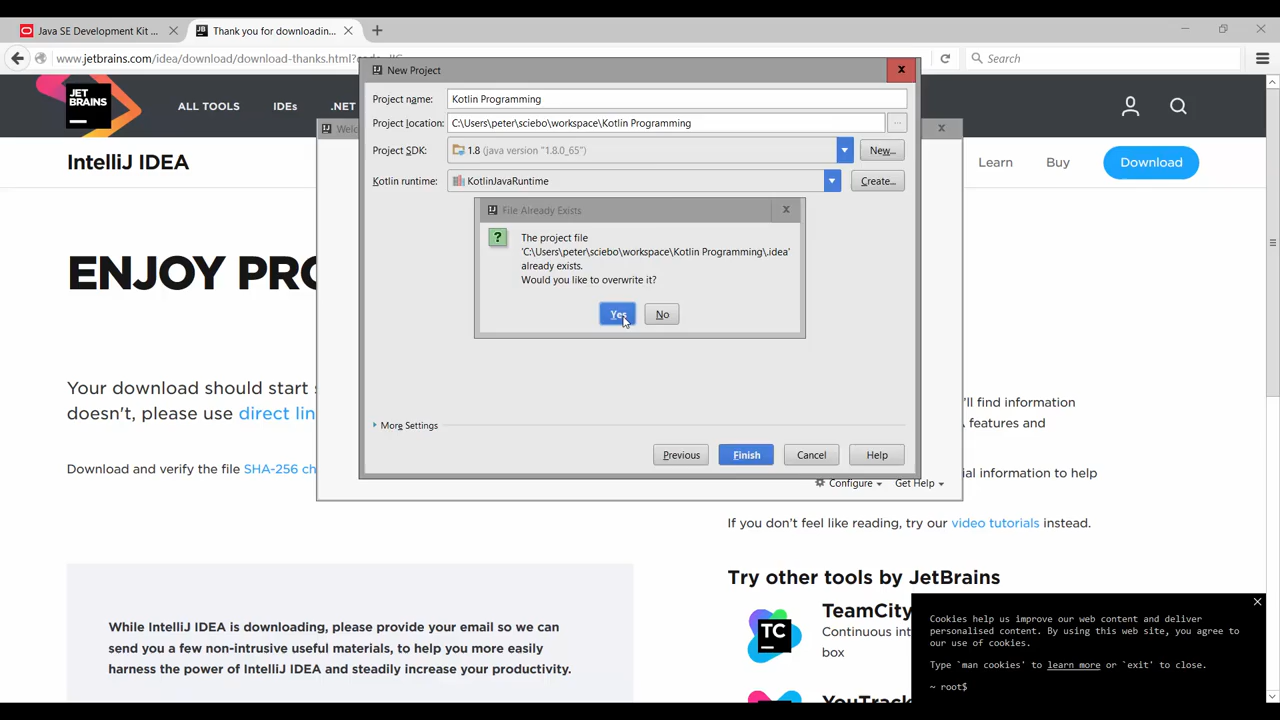 Java SE Development Kit ...
Thank you for downloadin...
www.jetbrains.com/idea/download/download-thanks.html?
Search
JET
BRAINS
ALL TOOLS
IDEs
.NET
IntelliJ IDEA
Learn
Buy
Download
New Project
Project name:
Kotlin Programming
Project location:
C:\Users\peter\sciebo\workspace\Kotlin Programming
...
Project SDK:
1.8 (java version "1.8.0_65")
New...
Kotlin runtime:
KotlinJavaRuntime
Create...
File Already Exists
The project file
'C:\Users\peter\sciebo\workspace\Kotlin Programming\.idea'
already exists.
Would you like to overwrite it?
Yes
No
More Settings
Previous
Finish
Cancel
Help
Configure
Get Help
ENJOY PRO
Your download should start s
doesn't, please use direct lin
Download and verify the file SHA-256 ch
'll find information
A features and
cial information to help
If you don't feel like reading, try our video tutorials instead.
While IntelliJ IDEA is downloading, please provide your email so we can
send you a few non-intrusive useful materials, to help you more easily
harness the power of IntelliJ IDEA and steadily increase your productivity.
Try other tools by JetBrains
TC
TeamCity
Continuous int
box
YouTrack
Cookies help us improve our web content and deliver
personalised content. By using this web site, you agree to
our use of cookies.
Type `man cookies' to learn more or `exit' to close.
~ root$